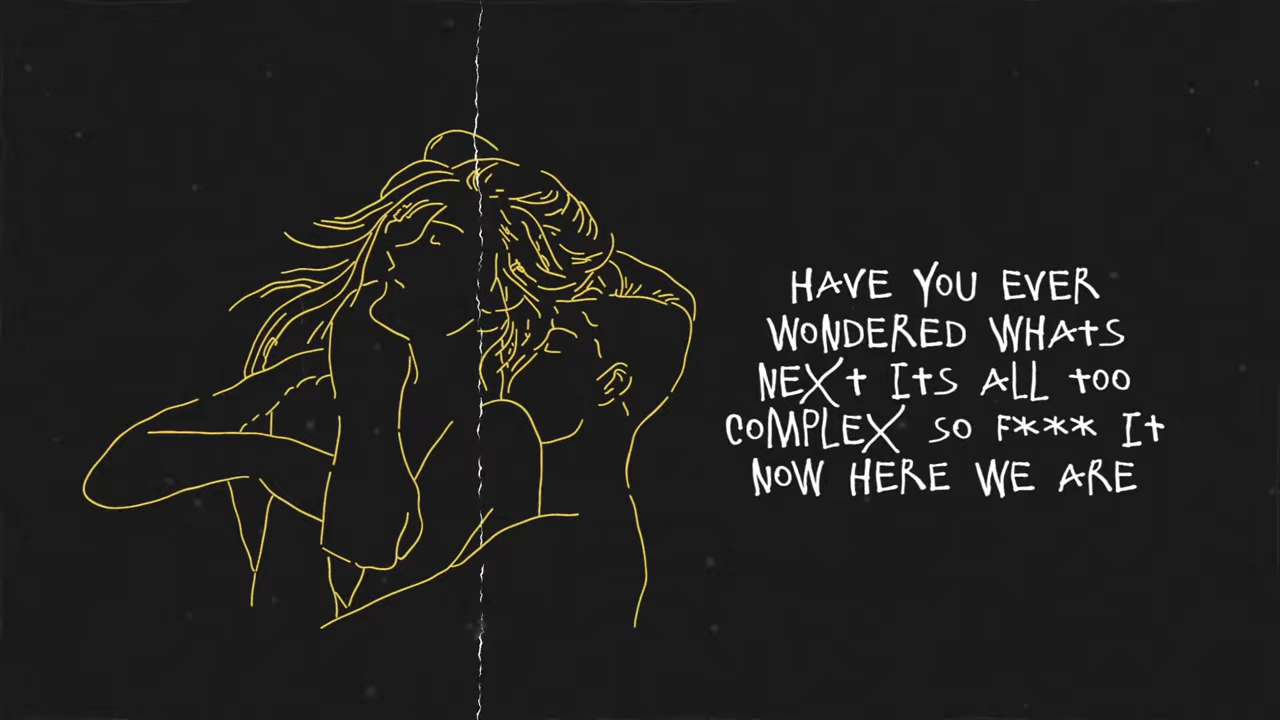 HAVE YOU EVER
WONDERED WHATS
NEXT ITS ALL TOO
COMPLEX SO F*** IT
NOW HERE WE ARE